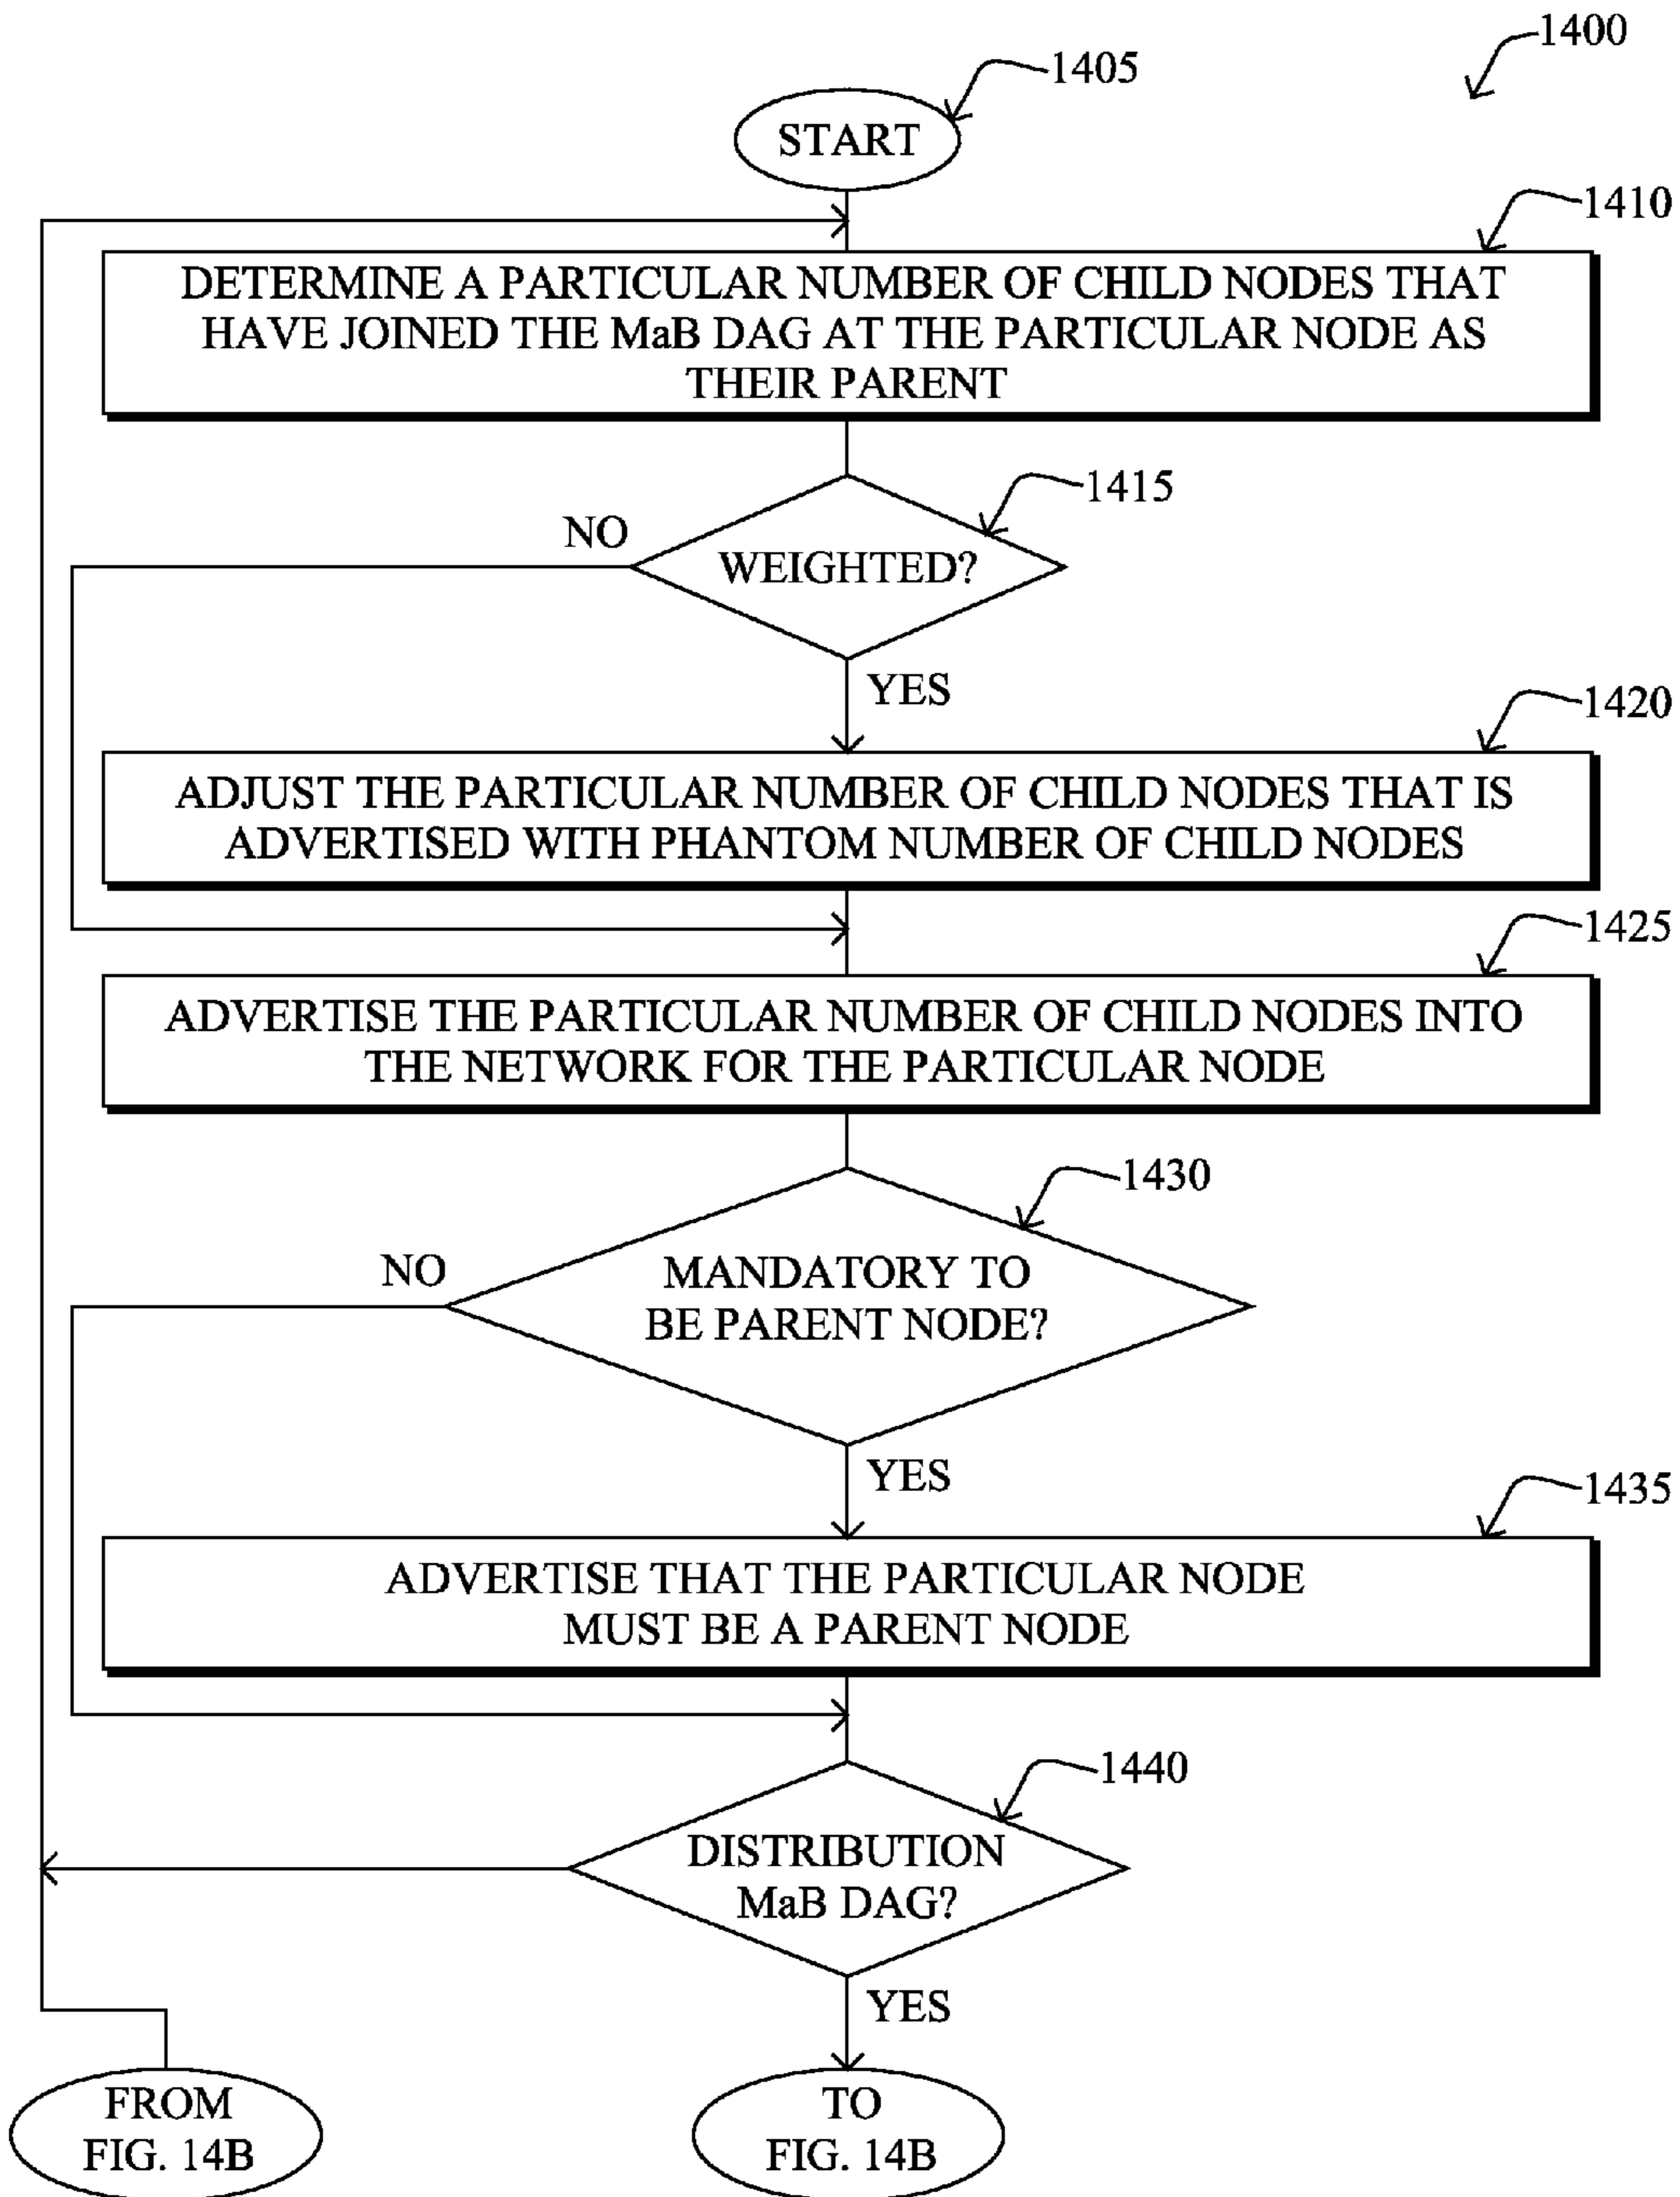 1400
1405
START
1410
DETERMINE A PARTICULAR NUMBER OF CHILD NODES THAT
HAVE JOINED THE MaB DAG AT THE PARTICULAR NODE AS
THEIR PARENT
1415
NO
WEIGHTED?
YES
1420
ADJUST THE PARTICULAR NUMBER OF CHILD NODES THAT IS
ADVERTISED WITH PHANTOM NUMBER OF CHILD NODES
1425
ADVERTISE THE PARTICULAR NUMBER OF CHILD NODES INTO
THE NETWORK FOR THE PARTICULAR NODE
1430
NO
MANDATORY TO
BE PARENT NODE?
YES
1435
ADVERTISE THAT THE PARTICULAR NODE
MUST BE A PARENT NODE
1440
DISTRIBUTION
MaB DAG?
YES
FROM
FIG. 14B
TO
FIG. 14B